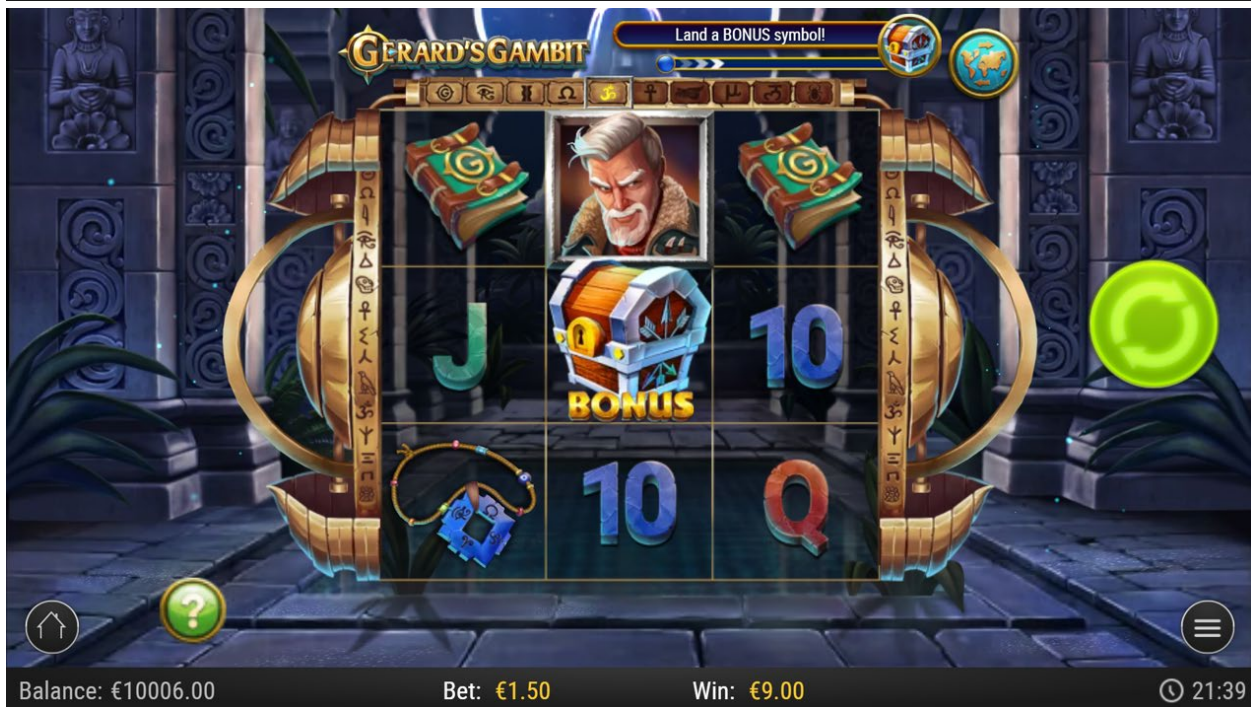 GERARD'S GAMBIT
Land a BONUS symbol!
G
G
J
BONUS
10
10
Q
?
Balance: €10006.00
Bet: €1.50
Win: €9.00
21:39